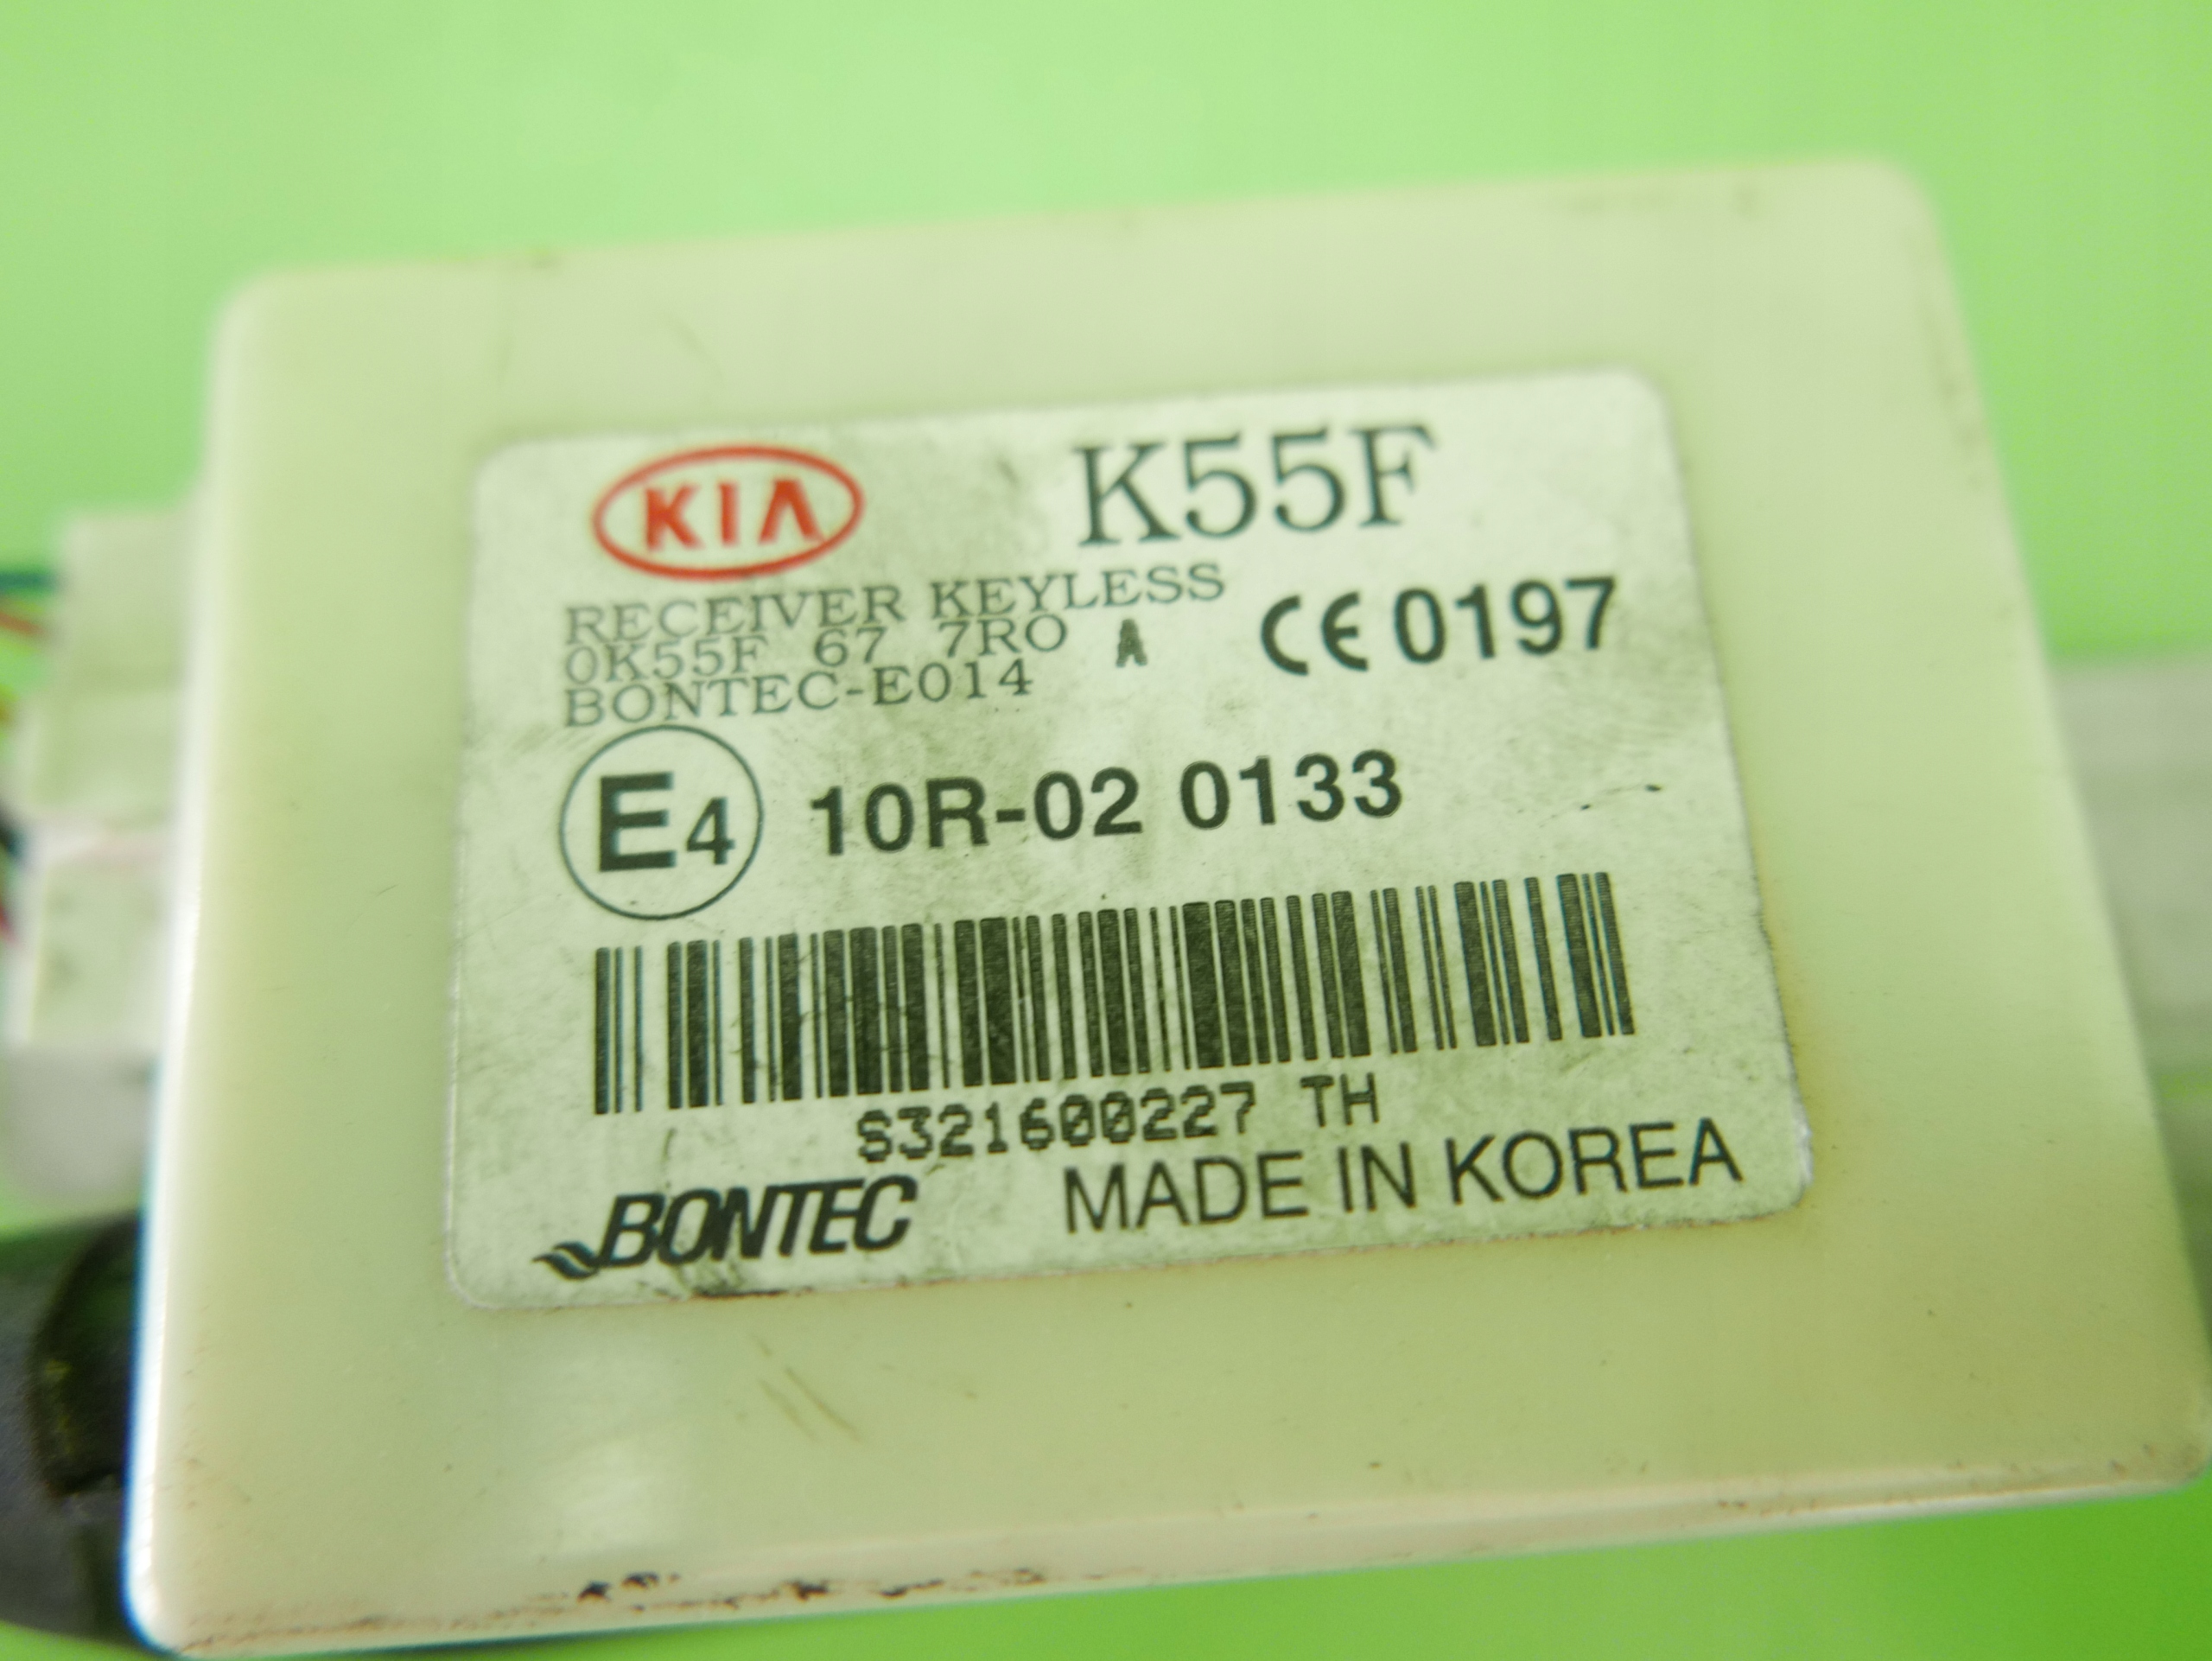 KIA K55F
RECEIVER KEYLESS
0K55F 67 7RO A CE 0197
BONTEC-E014
E4 10R-02 0133
S321600227 TH
BONTEC MADE IN KOREA